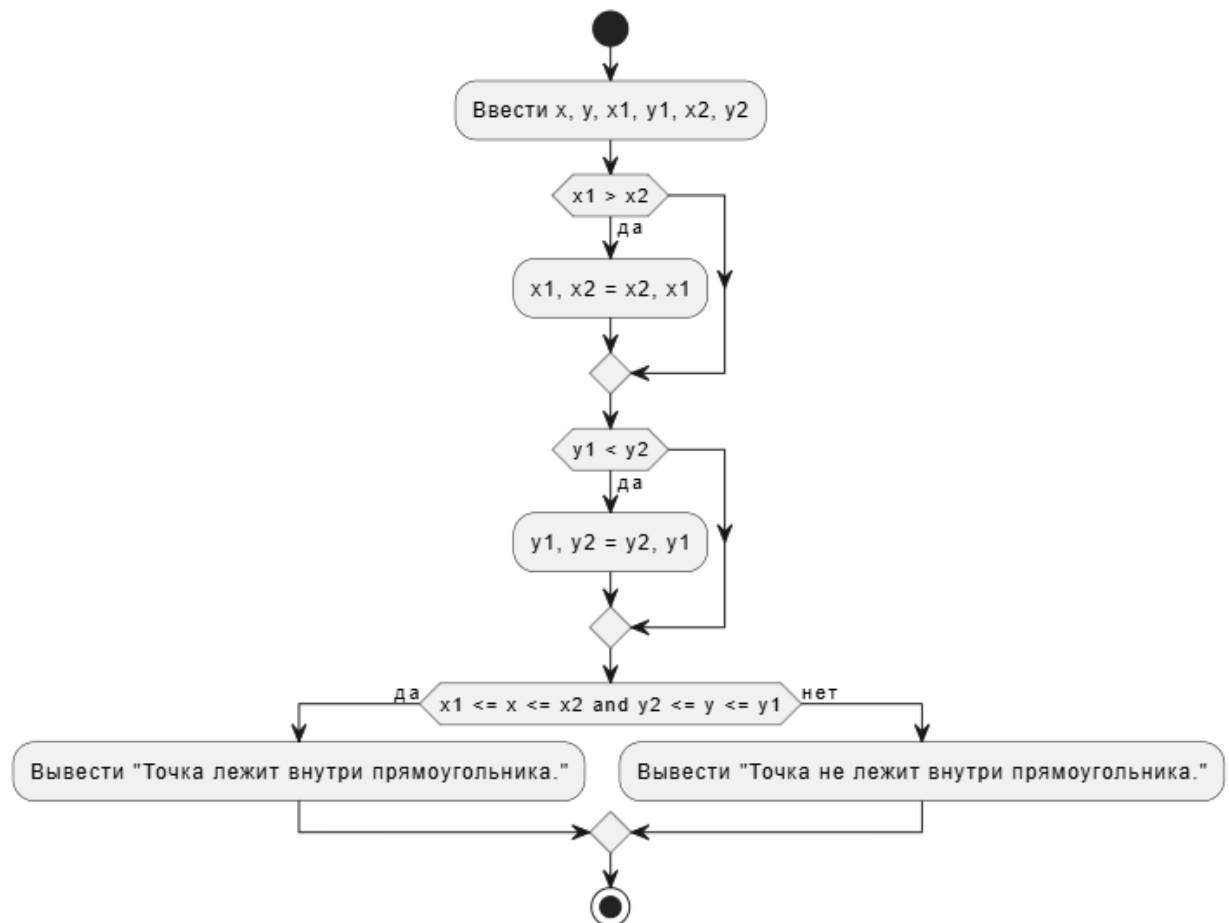 Ввести x, y, x1, y1, x2, y2
x1 > x2
да
x1, x2 = x2, x1
y1 < y2
да
y1, y2 = y2, y1
да
x1 <= x <= x2 and y2 <= y <= y1
нет
Вывести "Точка лежит внутри прямоугольника."
Вывести "Точка не лежит внутри прямоугольника."